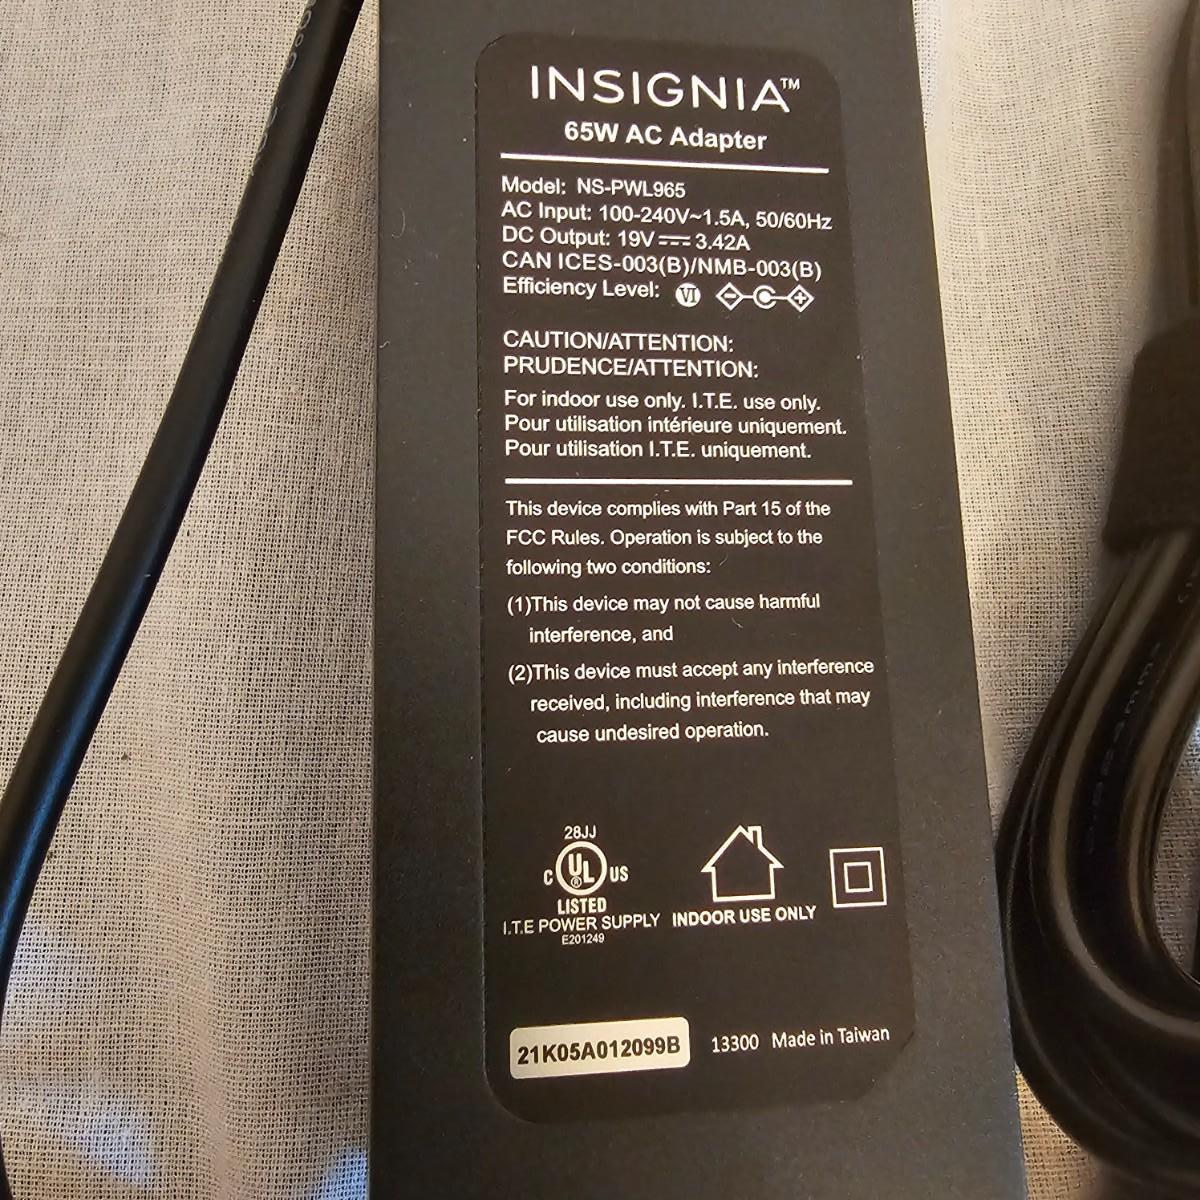 INSIGNIA™
65W AC Adapter
Model: NS-PWL965
AC Input: 100-240V~1.5A, 50/60Hz
DC Output: 19V⎓3.42A
CAN ICES-003(B)/NMB-003(B)
Efficiency Level: VI
CAUTION/ATTENTION:
PRUDENCE/ATTENTION:
For indoor use only. I.T.E. use only.
Pour utilisation intérieure uniquement.
Pour utilisation I.T.E. uniquement.
This device complies with Part 15 of the
FCC Rules. Operation is subject to the
following two conditions:
(1)This device may not cause harmful
interference, and
(2)This device must accept any interference
received, including interference that may
cause undesired operation.
28JJ
C UL® US
LISTED
I.T.E POWER SUPPLY
E201249
INDOOR USE ONLY
21K05A012099B
13300 Made in Taiwan